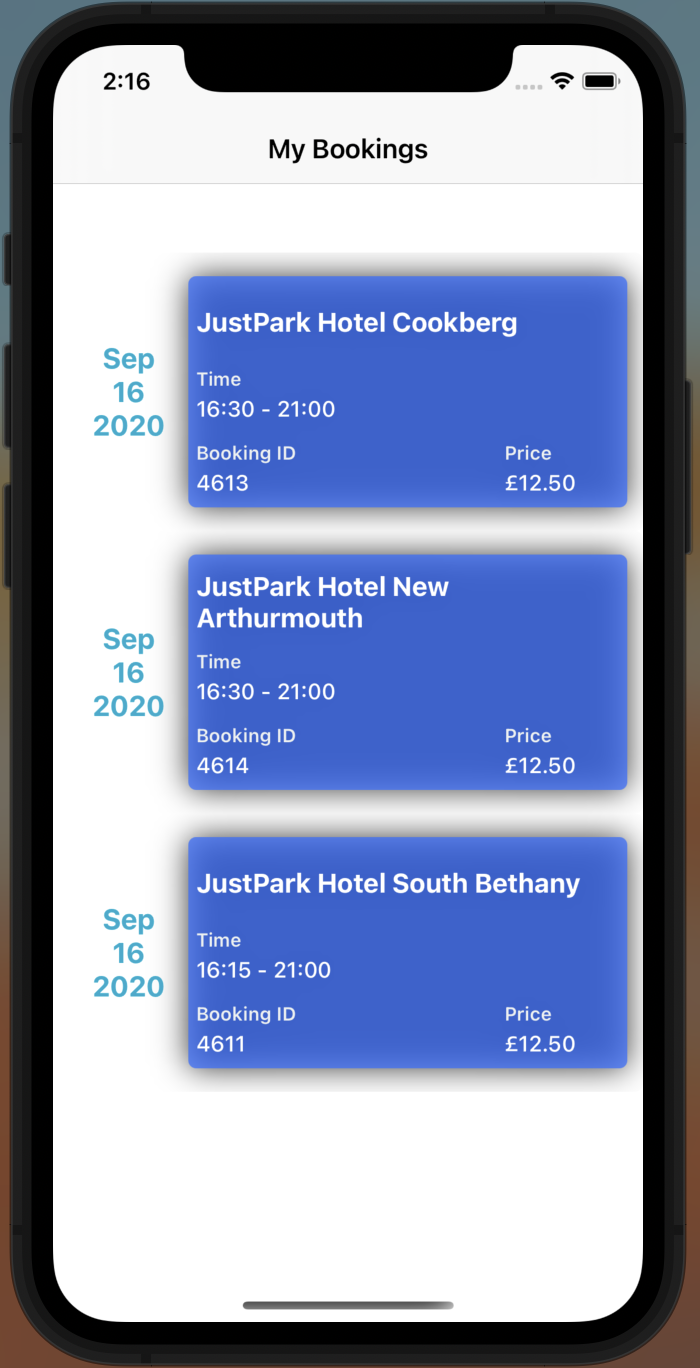 2:16
My Bookings
Sep
16
2020
JustPark Hotel Cookberg
Time
16:30 - 21:00
Booking ID
Price
4613
£12.50
Sep
16
2020
JustPark Hotel New
Arthurmouth
Time
16:30 - 21:00
Booking ID
Price
4614
£12.50
Sep
16
2020
JustPark Hotel South Bethany
Time
16:15 - 21:00
Booking ID
Price
4611
£12.50